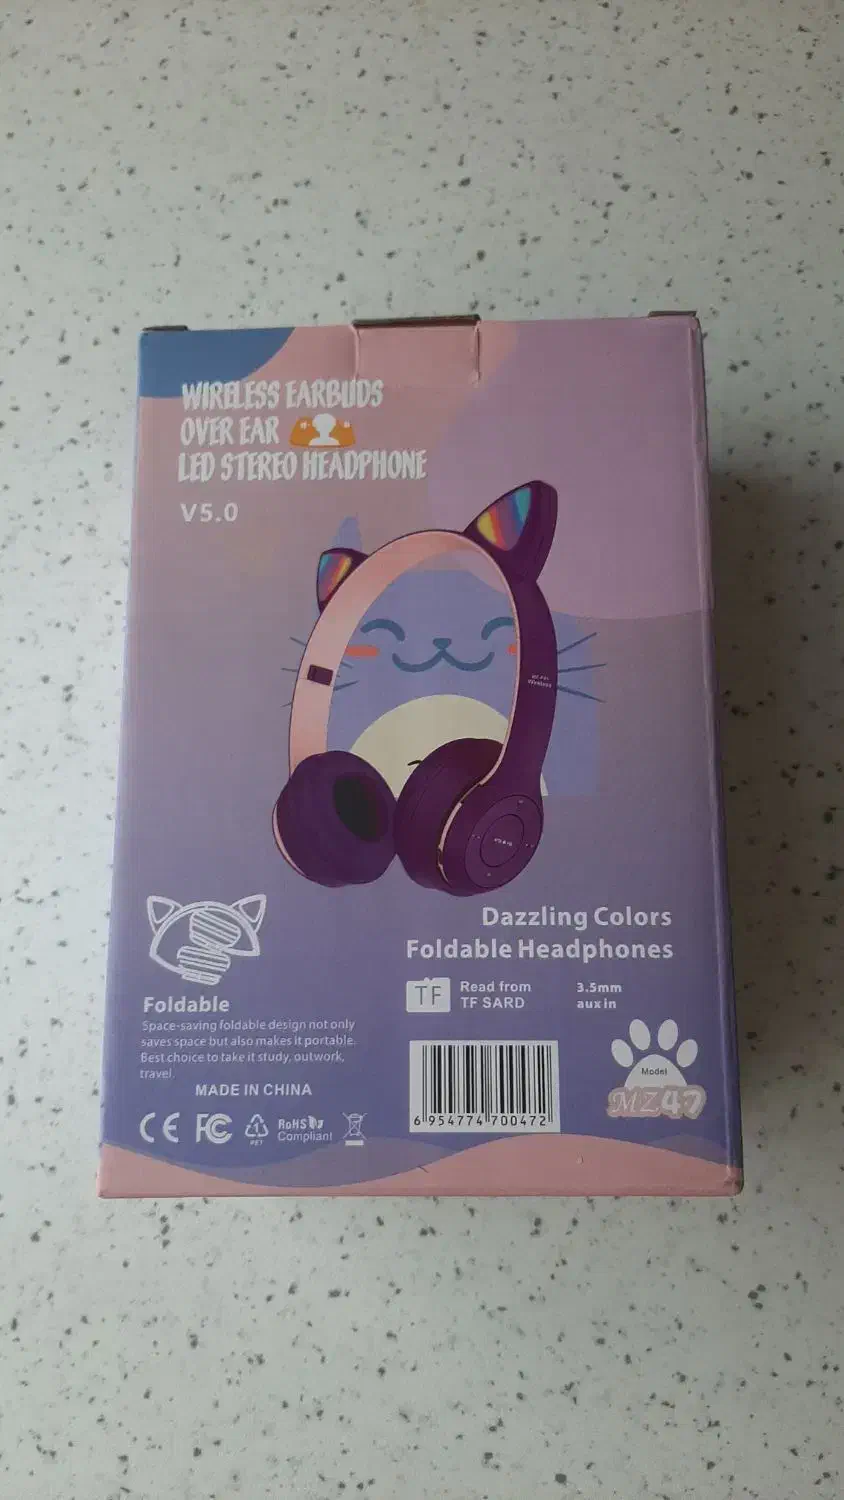 WIRELESS EARBUDS
OVER EAR
LED STEREO HEADPHONE
V5.0
Dazzling Colors
Foldable Headphones
TF
Read from
TF SARD
3.5mm
aux in
Foldable
Space-saving foldable design not only
saves space but also makes it portable.
Best choice to take it study, outwork,
travel.
MADE IN CHINA
CE FC 1 PET RoHS Compliant
6 954774 700472
Model
MZ47